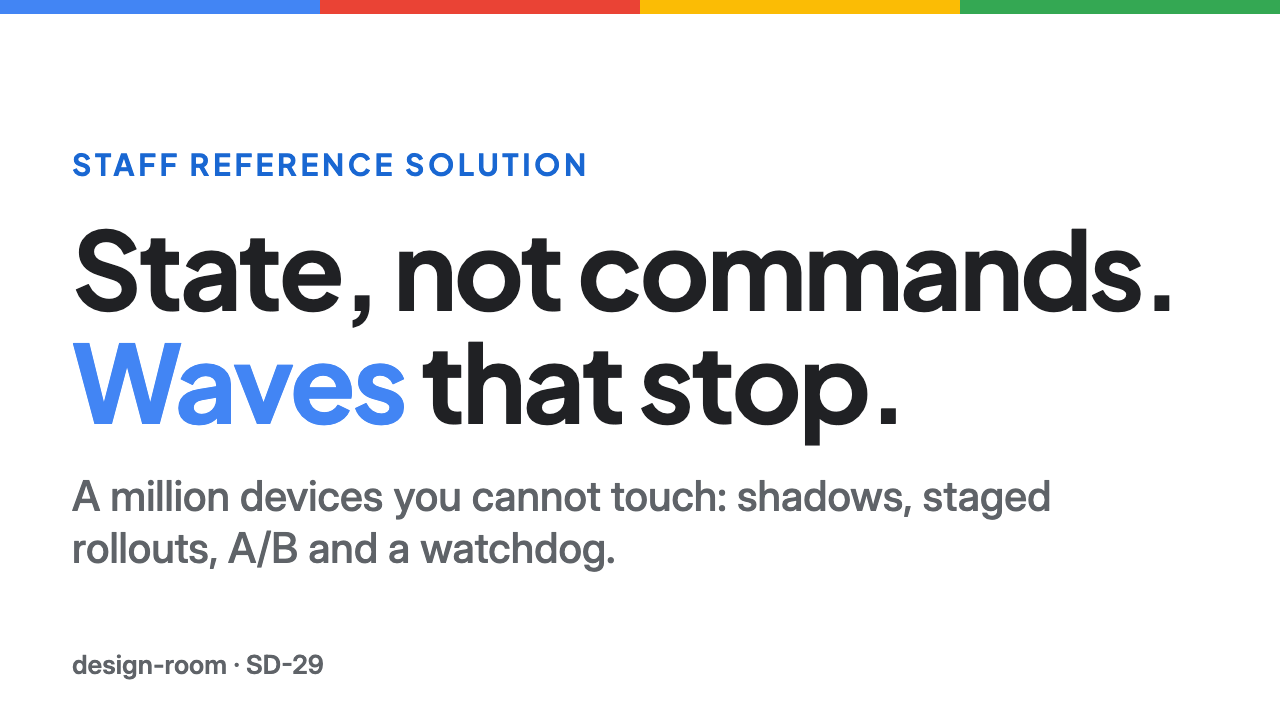 STAFF REFERENCE SOLUTION
State, not commands.
Waves that stop.
A million devices you cannot touch: shadows, staged
rollouts, A/B and a watchdog.
design-room · SD-29